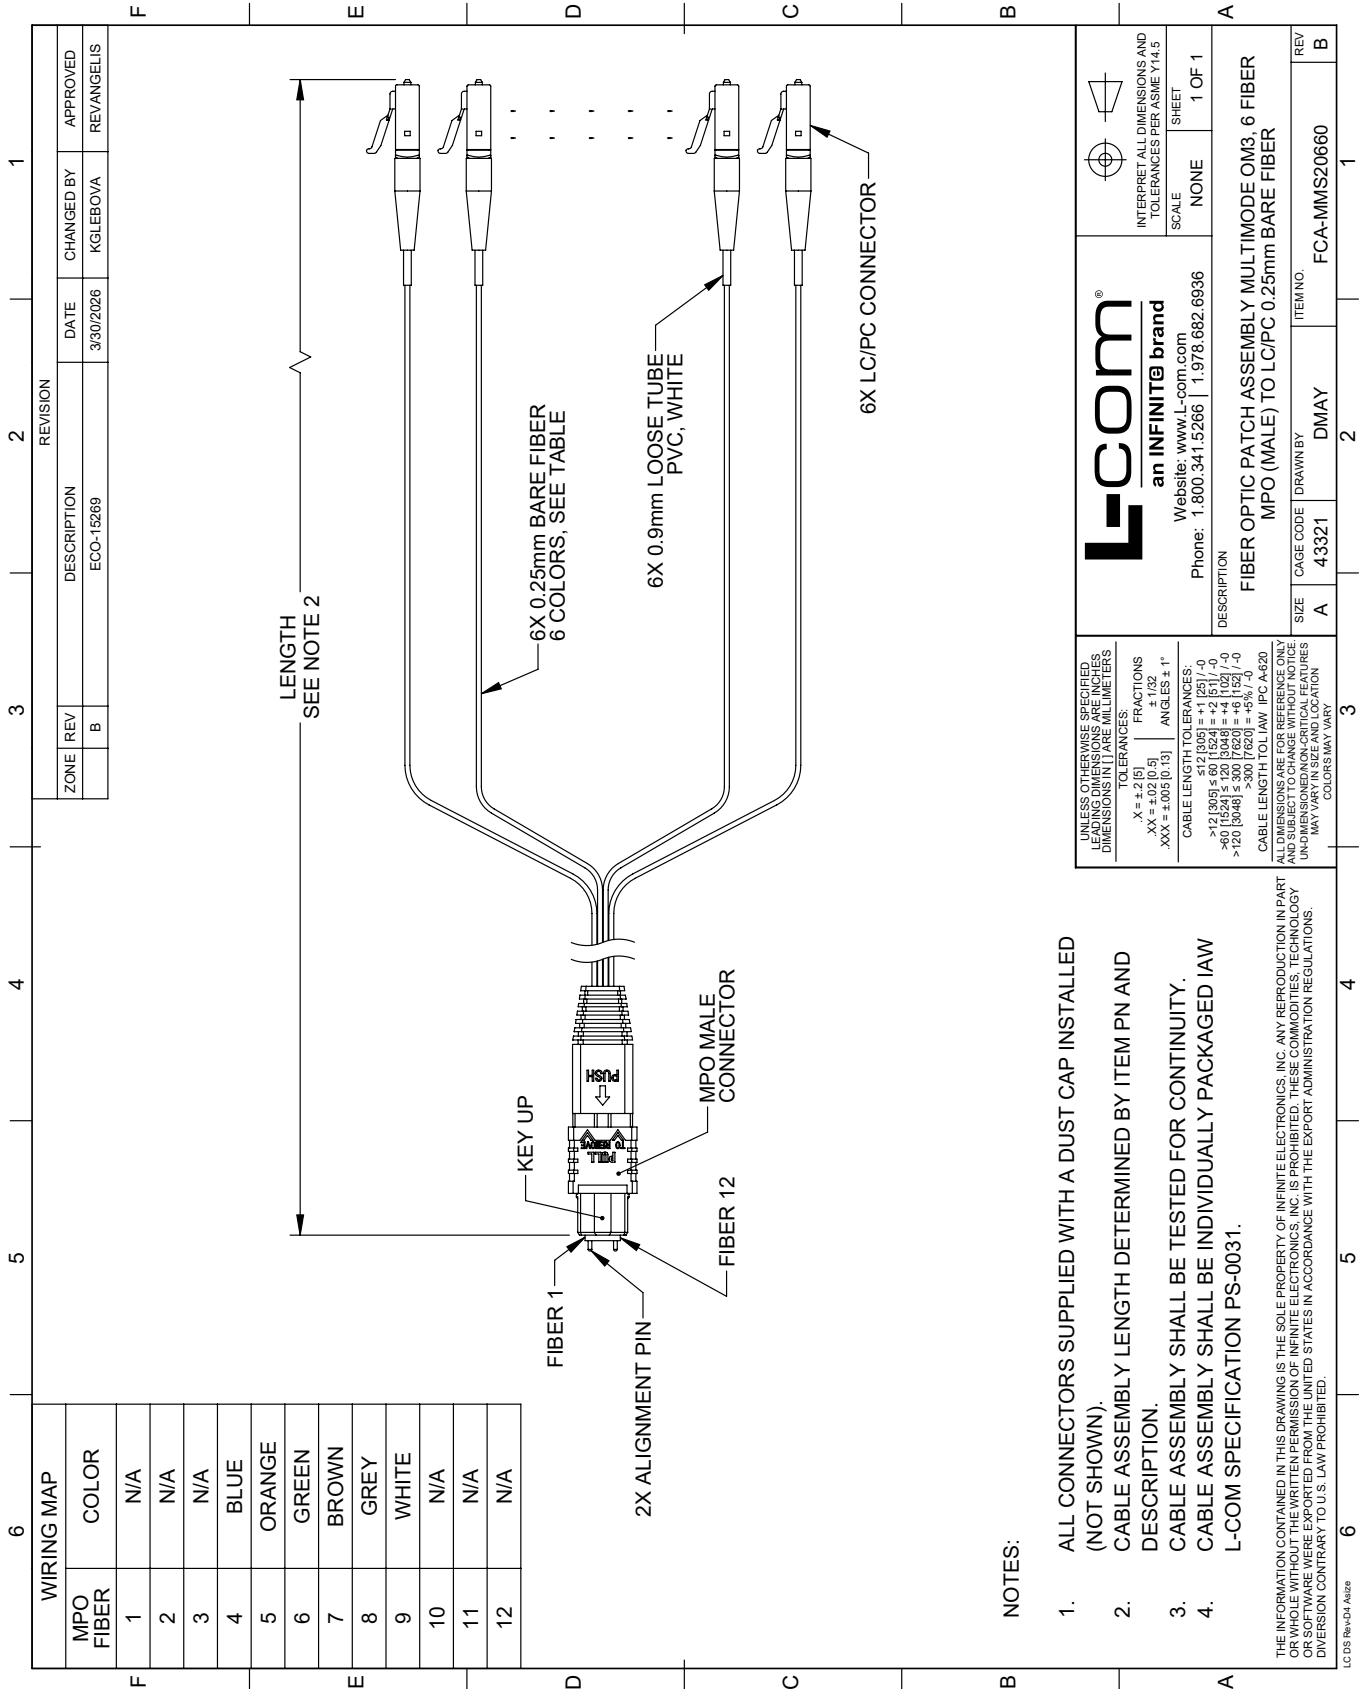 6
5
4
3
2
1
F
E
D
C
B
A
WIRING MAP
MPO FIBER COLOR
1 N/A
2 N/A
3 N/A
4 BLUE
5 ORANGE
6 GREEN
7 BROWN
8 GREY
9 WHITE
10 N/A
11 N/A
12 N/A
REVISION
ZONE REV DESCRIPTION DATE CHANGED BY APPROVED
B ECO-15269 3/30/2026 KGLEBOVA REVANGELIS
LENGTH
SEE NOTE 2
FIBER 1
2X ALIGNMENT PIN
KEY UP
FIBER 12
MPO MALE
CONNECTOR
PULL
TO REMOVE
PUSH
6X 0.25mm BARE FIBER
6 COLORS, SEE TABLE
6X 0.9mm LOOSE TUBE
PVC, WHITE
6X LC/PC CONNECTOR
NOTES:
1. ALL CONNECTORS SUPPLIED WITH A DUST CAP INSTALLED
(NOT SHOWN).
2. CABLE ASSEMBLY LENGTH DETERMINED BY ITEM PN AND
DESCRIPTION.
3. CABLE ASSEMBLY SHALL BE TESTED FOR CONTINUITY.
4. CABLE ASSEMBLY SHALL BE INDIVIDUALLY PACKAGED IAW
L-COM SPECIFICATION PS-0031.
THE INFORMATION CONTAINED IN THIS DRAWING IS THE SOLE PROPERTY OF INFINITE ELECTRONICS, INC. ANY REPRODUCTION IN PART
OR WHOLE WITHOUT THE WRITTEN PERMISSION OF INFINITE ELECTRONICS, INC. IS PROHIBITED. THESE COMMODITIES, TECHNOLOGY
OR SOFTWARE WERE EXPORTED FROM THE UNITED STATES IN ACCORDANCE WITH THE EXPORT ADMINISTRATION REGULATIONS.
DIVERSION CONTRARY TO U.S. LAW PROHIBITED.
UNLESS OTHERWISE SPECIFIED
LEADING DIMENSIONS ARE INCHES
DIMENSIONS IN [ ] ARE MILLIMETERS
TOLERANCES:
.X = ±.2 [5] FRACTIONS
.XX = ±.02 [0.5] ± 1/32
.XXX = ±.005 [0.13] ANGLES ± 1°
CABLE LENGTH TOLERANCES:
≤12 [305] = +1 [25] / -0
>12 [305] ≤ 60 [1524] = +2 [51] / -0
>60 [1524] ≤ 120 [3048] = +4 [102] / -0
>120 [3048] ≤ 300 [7620] = +6 [152] / -0
>300 [7620] = +5% / -0
CABLE LENGTH TOL IAW IPC A-620
ALL DIMENSIONS ARE FOR REFERENCE ONLY
AND SUBJECT TO CHANGE WITHOUT NOTICE.
UN-DIMENSIONED/NON-CRITICAL FEATURES
MAY VARY IN SIZE AND LOCATION
COLORS MAY VARY
L-com®
an INFINIT@ brand
Website: www.L-com.com
Phone: 1.800.341.5266 | 1.978.682.6936
INTERPRET ALL DIMENSIONS AND
TOLERANCES PER ASME Y14.5
SCALE NONE
SHEET 1 OF 1
DESCRIPTION
FIBER OPTIC PATCH ASSEMBLY MULTIMODE OM3, 6 FIBER
MPO (MALE) TO LC/PC 0.25mm BARE FIBER
SIZE A
CAGE CODE 43321
DRAWN BY DMAY
ITEM NO. FCA-MMS20660
REV B
LC DS Rev-D4 Asize
6
5
4
3
2
1
F
E
D
C
B
A